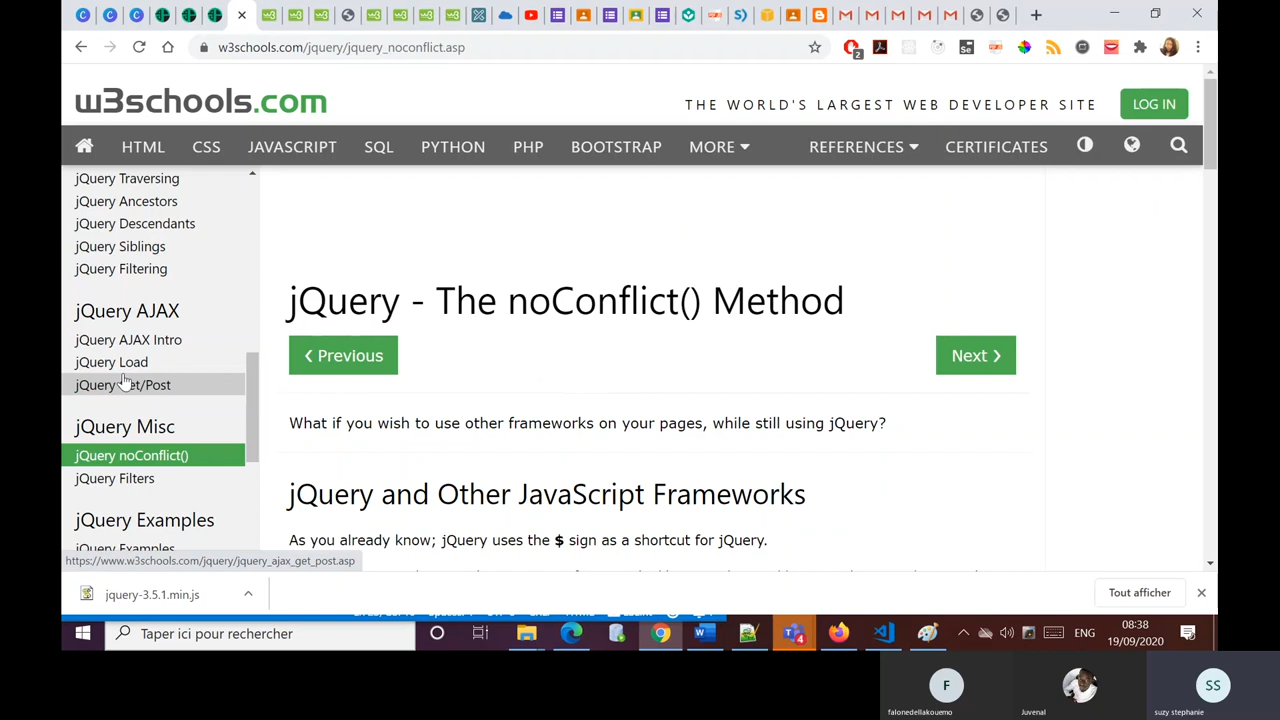 w3schools.com/jquery/jquery_noconflict.asp
2
w3schools.com
THE WORLD'S LARGEST WEB DEVELOPER SITE
LOG IN
HTML CSS JAVASCRIPT SQL PYTHON PHP BOOTSTRAP MORE REFERENCES CERTIFICATES
jQuery Traversing
jQuery Ancestors
jQuery Descendants
jQuery Siblings
jQuery Filtering
jQuery AJAX
jQuery AJAX Intro
jQuery Load
jQuery et/Post
jQuery Misc
jQuery noConflict()
jQuery Filters
jQuery Examples
jQuery Examples
https://www.w3schools.com/jquery/jquery_ajax_get_post.asp
jQuery - The noConflict() Method
❮ Previous
Next ❯
What if you wish to use other frameworks on your pages, while still using jQuery?
jQuery and Other JavaScript Frameworks
As you already know; jQuery uses the $ sign as a shortcut for jQuery.
jquery-3.5.1.min.js
Tout afficher
Taper ici pour rechercher
4
ENG
08:38
19/09/2020
F
falonedellakouemo
Juvenal
SS
suzy stephanie